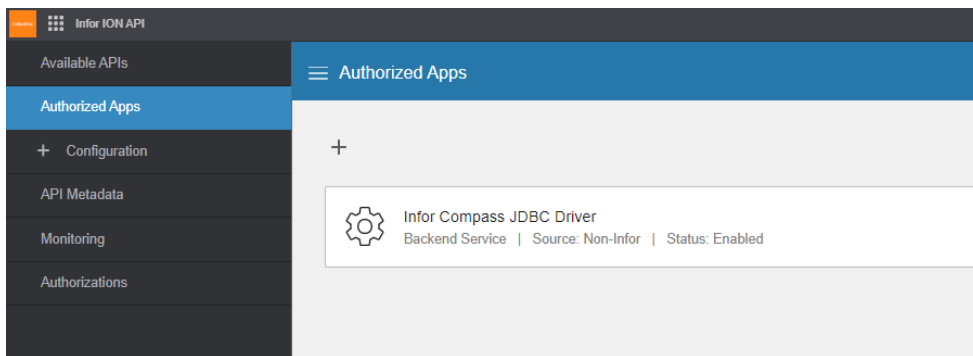 Infor ION API
Available APIs
Authorized Apps
Configuration
API Metadata
Monitoring
Authorizations
Authorized Apps
Infor Compass JDBC Driver
Backend Service | Source: Non-Infor | Status: Enabled